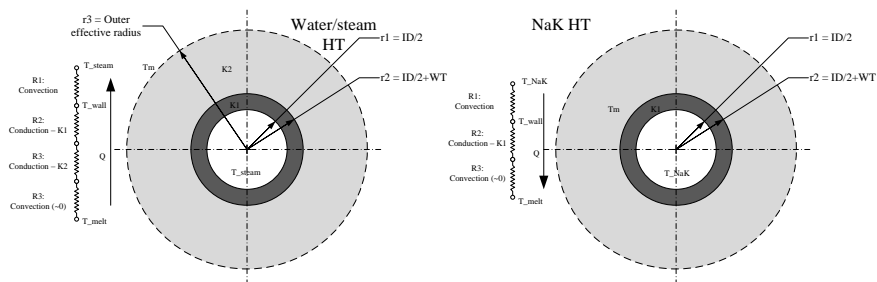 r3 = Outer
effective radius
Water/steam
HT
r1 = ID/2
r2 = ID/2+WT
T_steam
Tm
K2
R1:
Convection
T_wall
K1
R2:
Conduction – K1
Q
R3:
Conduction – K2
T_steam
R3:
Convection (~0)
T_melt
NaK HT
r1 = ID/2
r2 = ID/2+WT
T_NaK
R1:
Convection
Tm
K1
T_wall
R2:
Conduction – K1
Q
R3:
Convection (~0)
T_NaK
T_melt